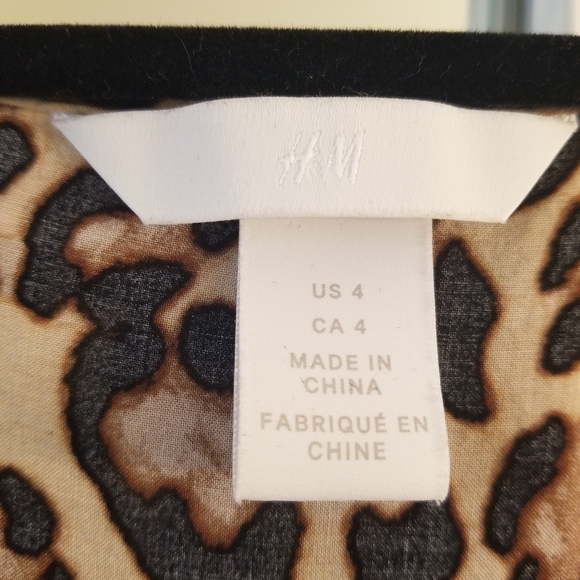 H&M
US 4
CA 4
MADE IN
CHINA
FABRIQUÉ EN
CHINE